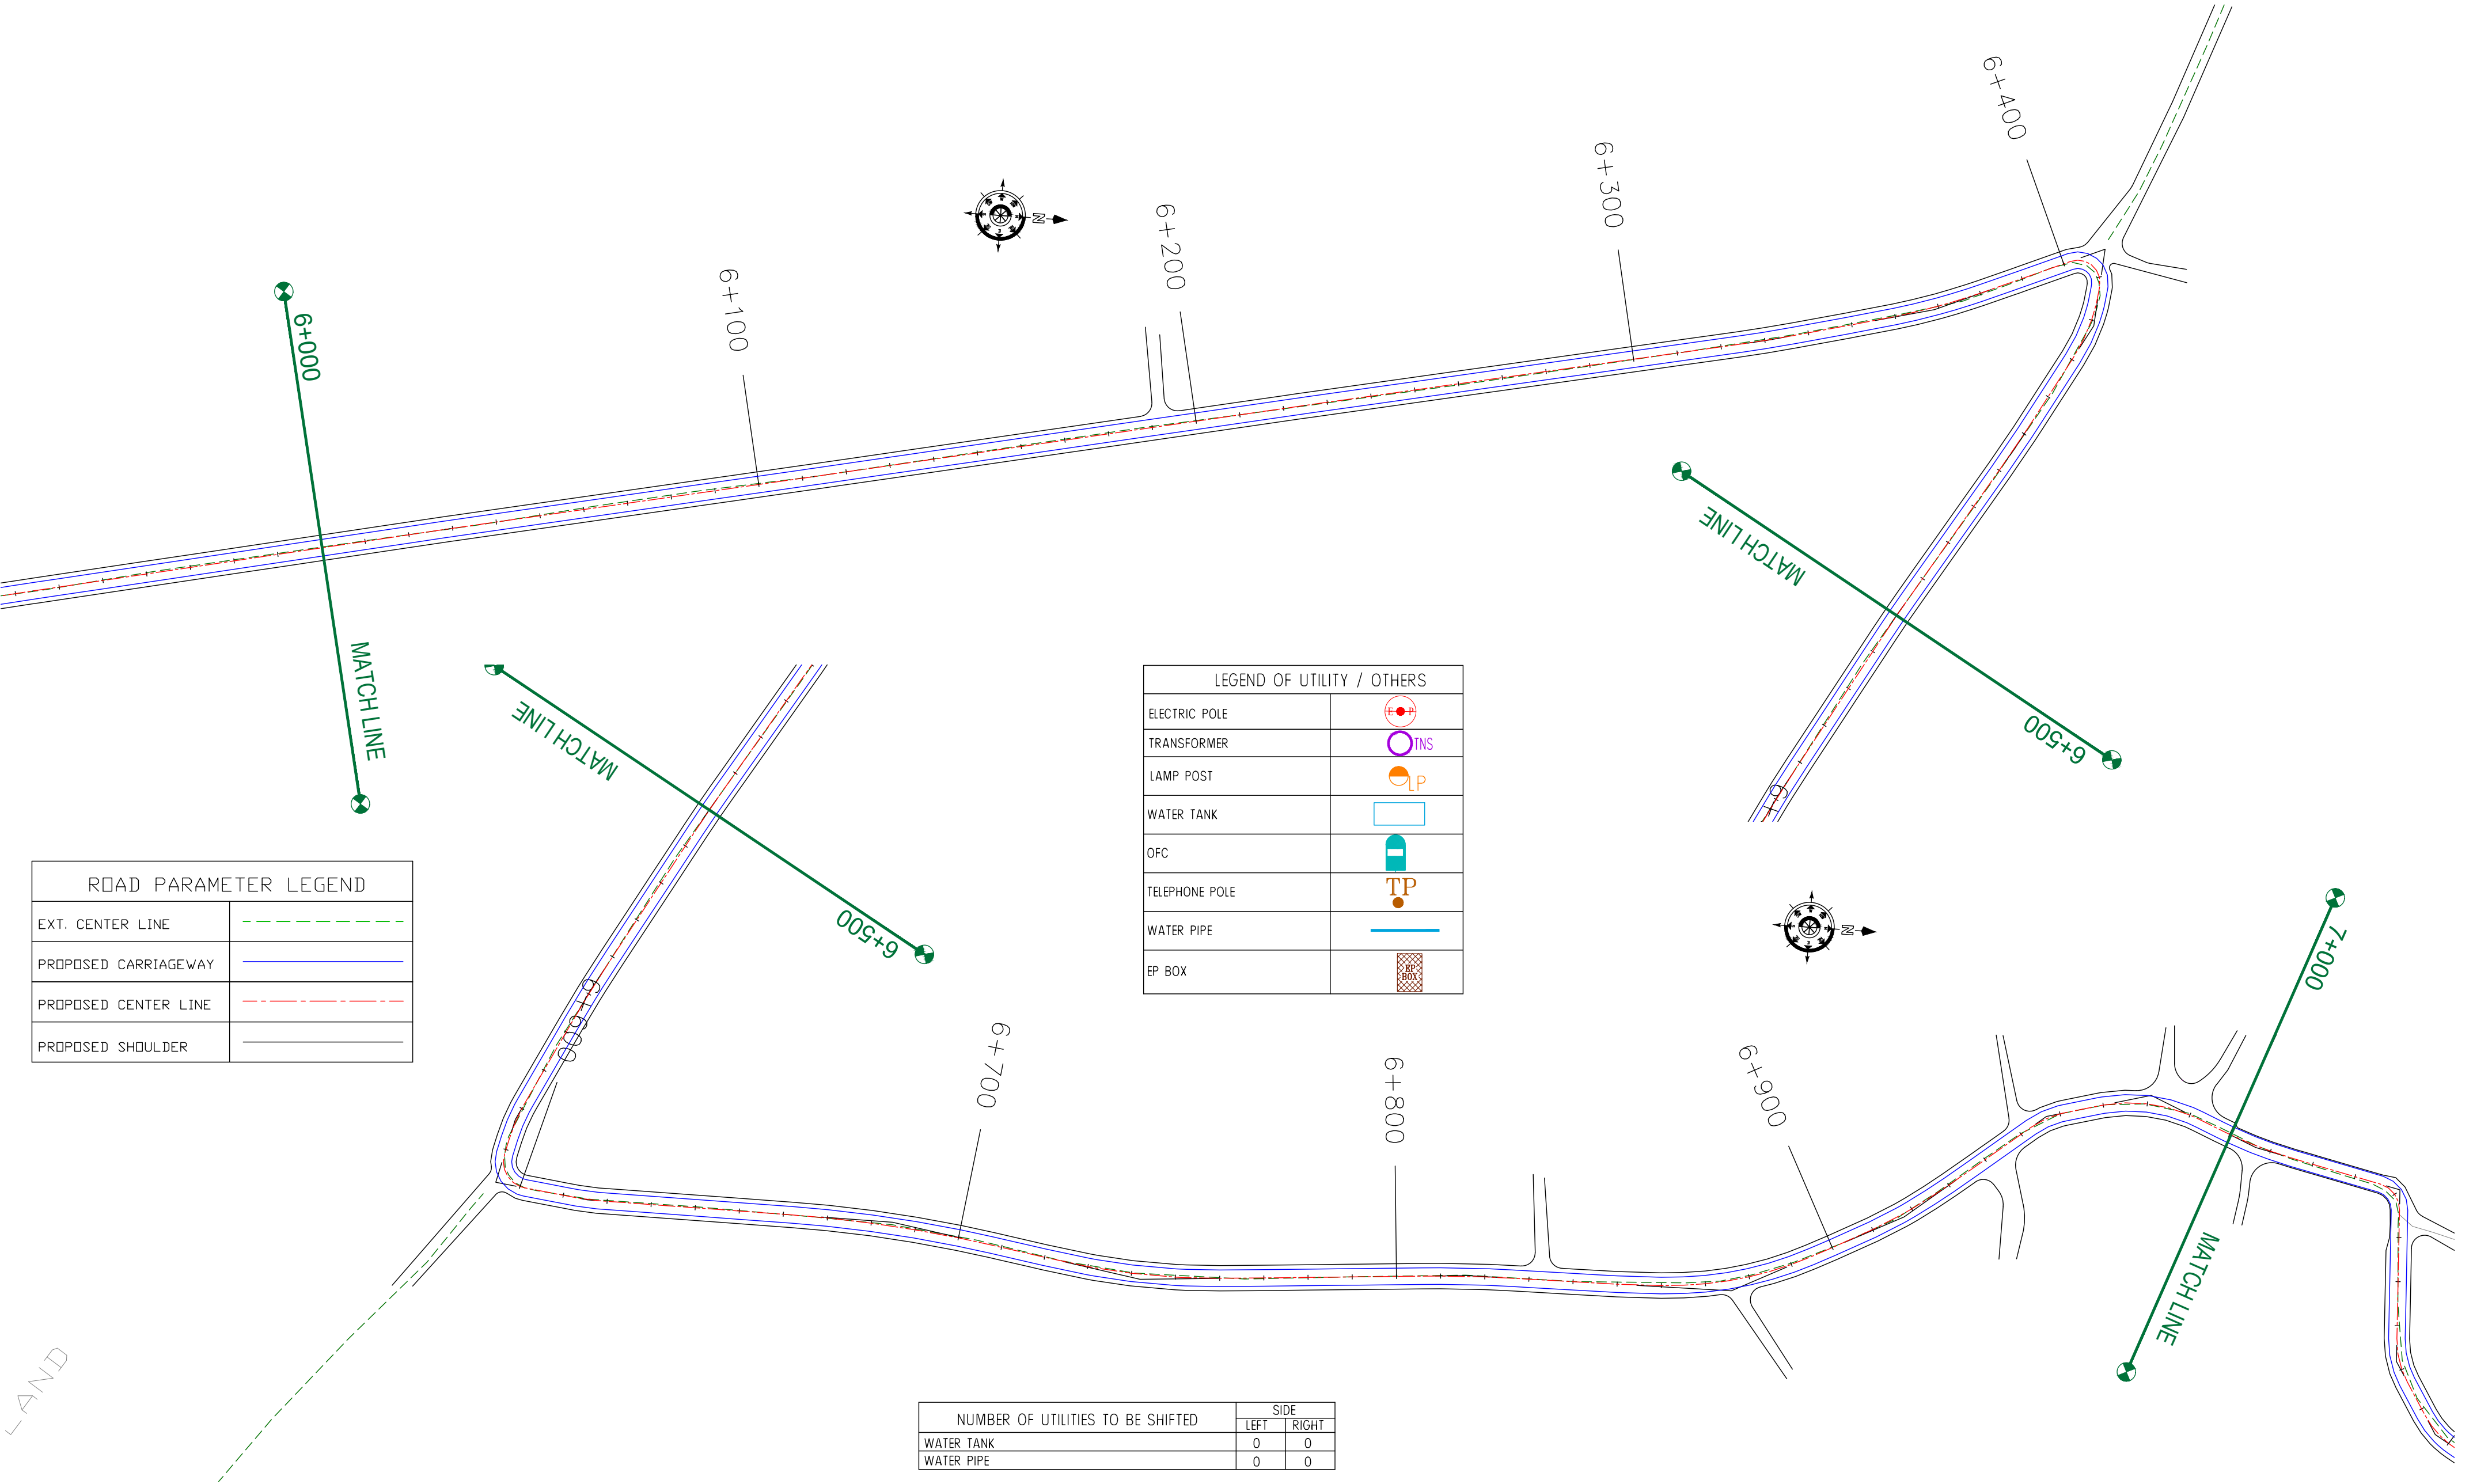 6+400
6+300
6+200
N
6+100
6+000
MATCH LINE
MATCH LINE
6+500
MATCH LINE
6+500
LEGEND OF UTILITY / OTHERS
ELECTRIC POLE E P
TRANSFORMER TNS
LAMP POST LP
WATER TANK
OFC
TELEPHONE POLE TP
WATER PIPE
EP BOX EP BOX
ROAD PARAMETER LEGEND
EXT. CENTER LINE
PROPOSED CARRIAGEWAY
PROPOSED CENTER LINE
PROPOSED SHOULDER
N
7+000
MATCH LINE
6+600
6+700
6+800
6+900
LAND
NUMBER OF UTILITIES TO BE SHIFTED SIDE
LEFT RIGHT
WATER TANK 0 0
WATER PIPE 0 0